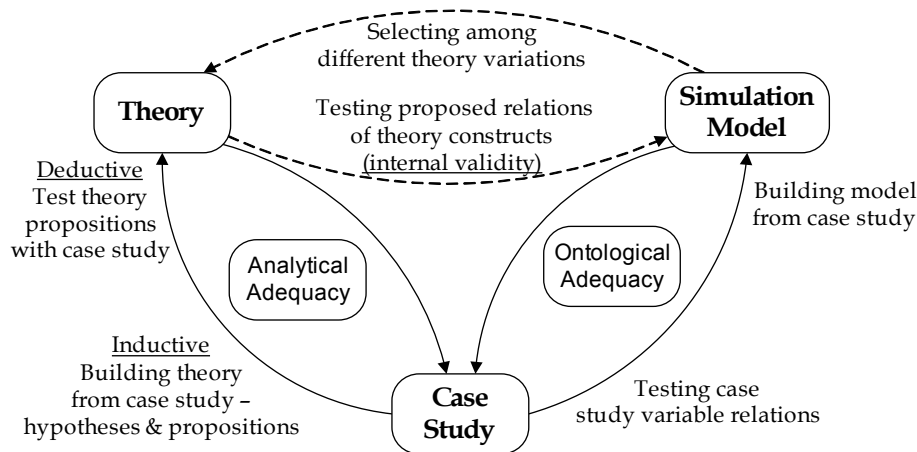 Selecting among
different theory variations
Theory
Testing proposed relations
of theory constructs
(internal validity)
Simulation
Model
Deductive
Test theory
propositions
with case study
Building model
from case study
Analytical
Adequacy
Ontological
Adequacy
Inductive
Building theory
from case study –
hypotheses & propositions
Case
Study
Testing case
study variable relations